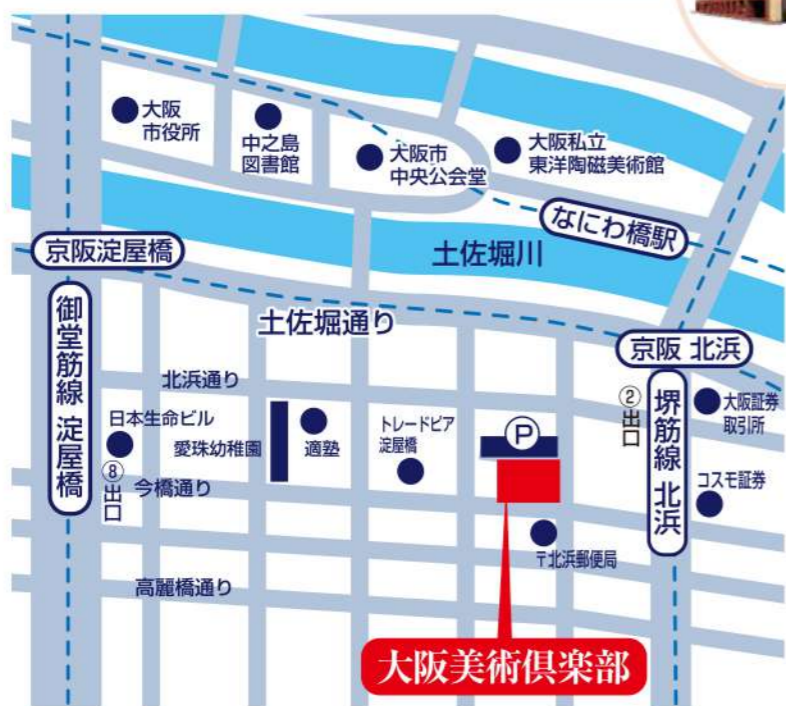 大阪
市役所
中之島
図書館
大阪市
中央公会堂
大阪私立
東洋陶磁美術館
なにわ橋駅
京阪淀屋橋
土佐堀川
土佐堀通り
京阪 北浜
御堂筋線 淀屋橋
北浜通り
日本生命ビル
愛珠幼稚園
適塾
トレードピア
淀屋橋
P
②出口
堺筋線 北浜
大阪証券
取引所
⑧出口
今橋通り
コスモ証券
〒北浜郵便局
高麗橋通り
大阪美術倶楽部